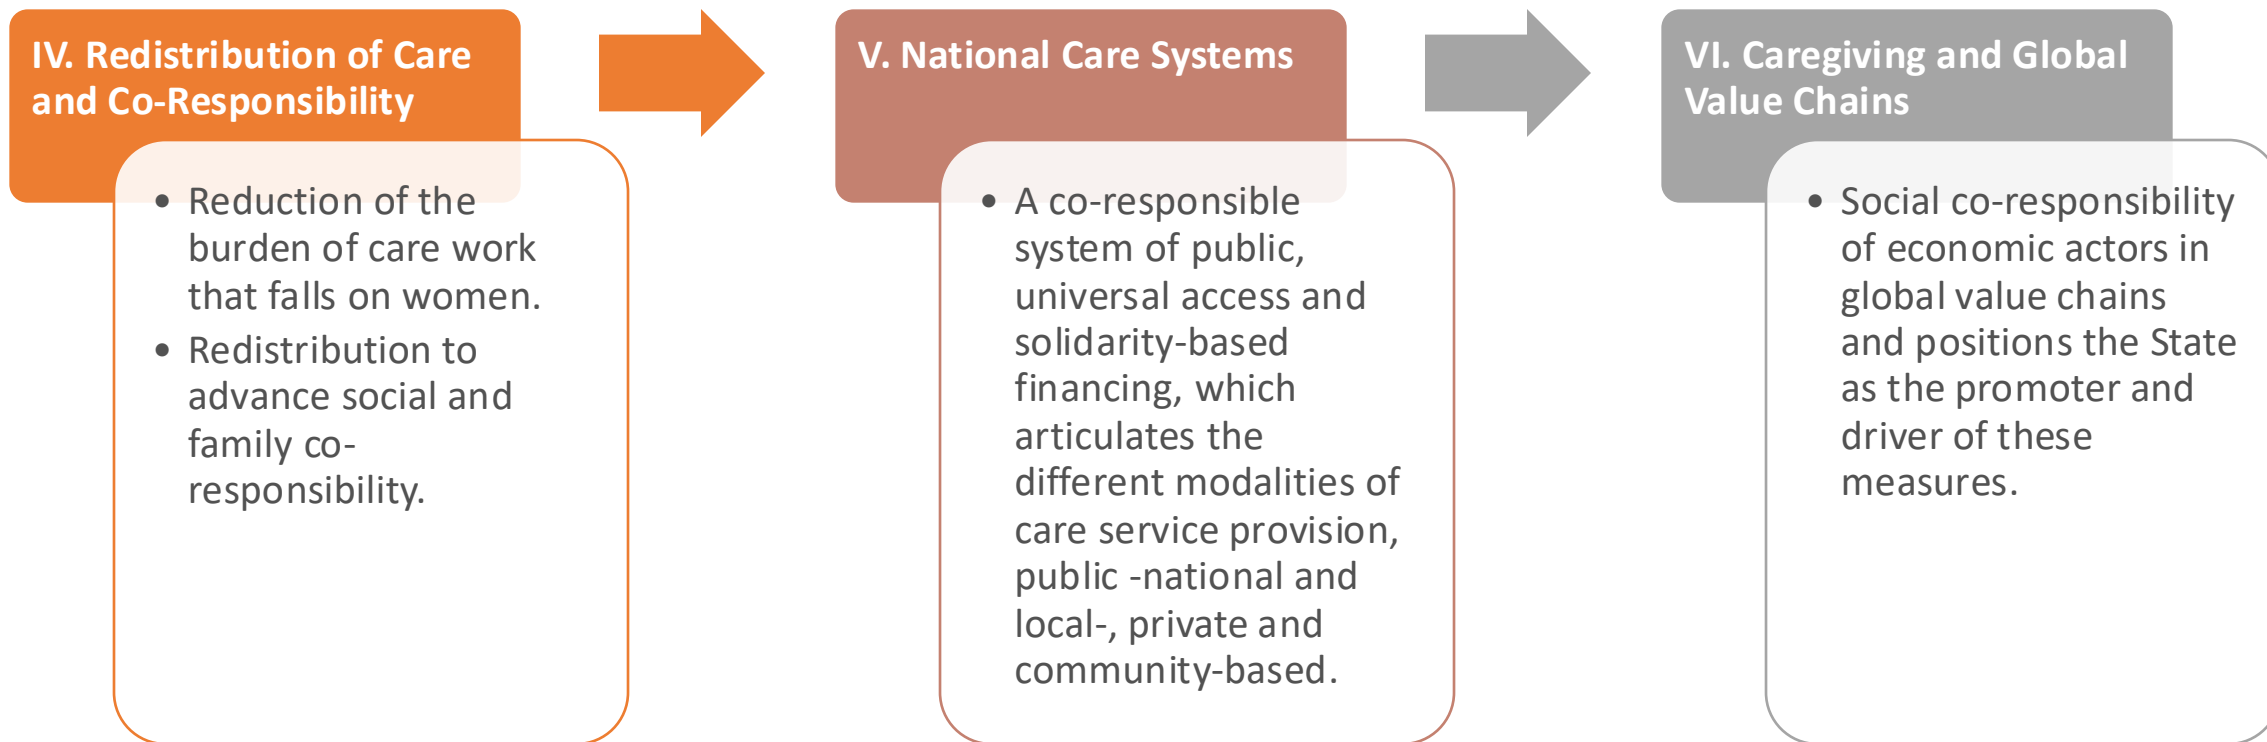 IV. Redistribution of Care
and Co-Responsibility
• Reduction of the
burden of care work
that falls on women.
• Redistribution to
advance social and
family co-
responsibility.
V. National Care Systems
• A co-responsible
system of public,
universal access and
solidarity-based
financing, which
articulates the
different modalities of
care service provision,
public -national and
local-, private and
community-based.
VI. Caregiving and Global
Value Chains
• Social co-responsibility
of economic actors in
global value chains
and positions the State
as the promoter and
driver of these
measures.